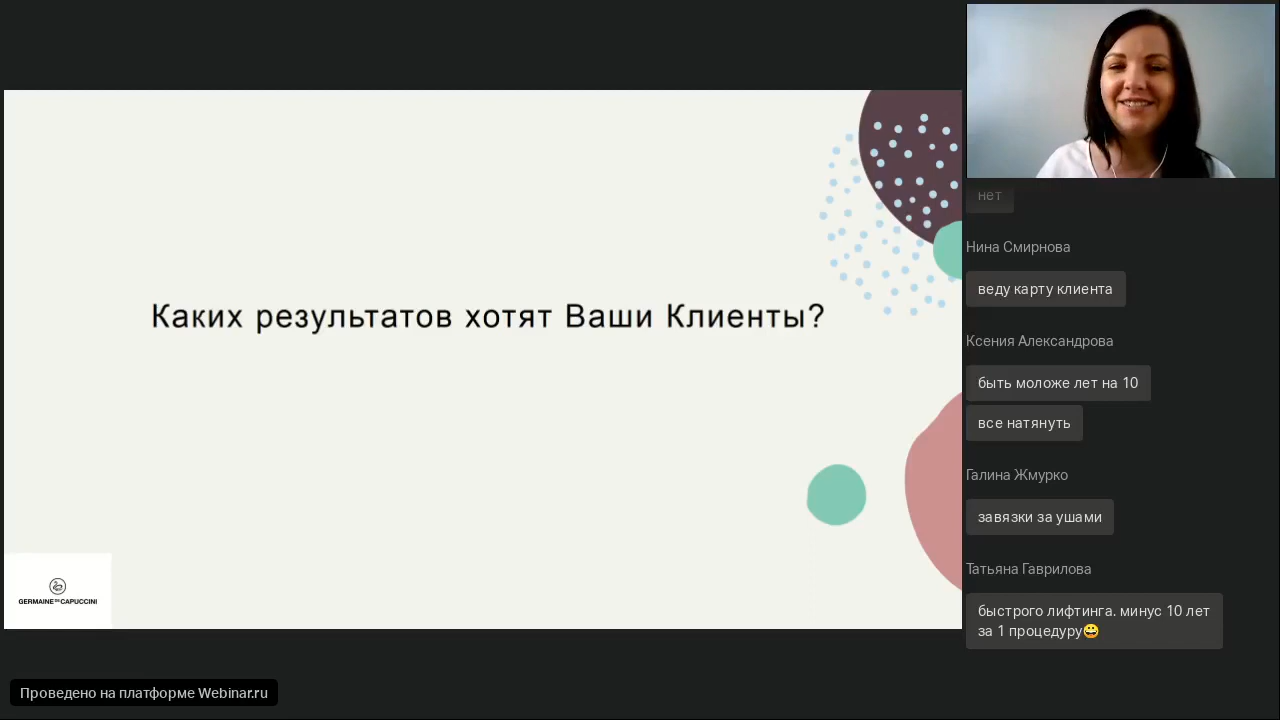 Каких результатов хотят Ваши Клиенты?
GERMAINE DE CAPUCCINI
нет
Нина Смирнова
веду карту клиента
Ксения Александрова
быть моложе лет на 10
все натянуть
Галина Жмурко
завязки за ушами
Татьяна Гаврилова
быстрого лифтинга. минус 10 лет
за 1 процедуру😀
Проведено на платформе Webinar.ru